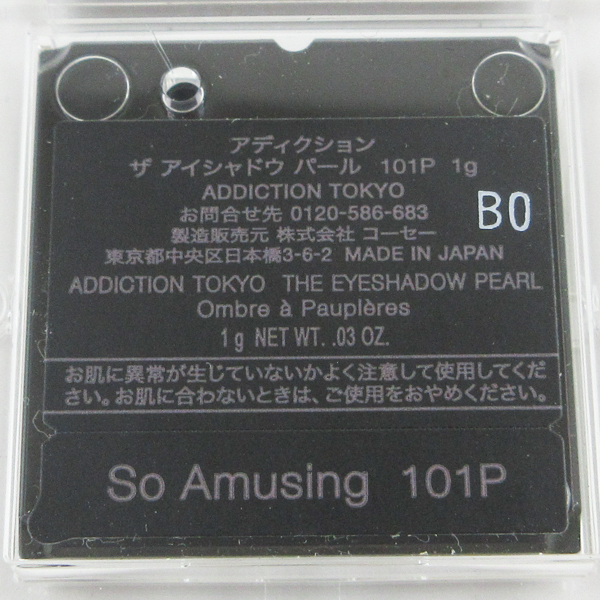 アディクション
ザ アイシャドウ パール 101P 1g
ADDICTION TOKYO
お問合せ先 0120-586-683
製造販売元 株式会社 コーセー
東京都中央区日本橋3-6-2 MADE IN JAPAN
B0
ADDICTION TOKYO THE EYESHADOW PEARL
Ombre à Paupières
1g NET WT. .03 OZ.
お肌に異常が生じていないかよく注意して使用してくだ
さい。お肌に合わないときは、ご使用をおやめください。
So Amusing 101P